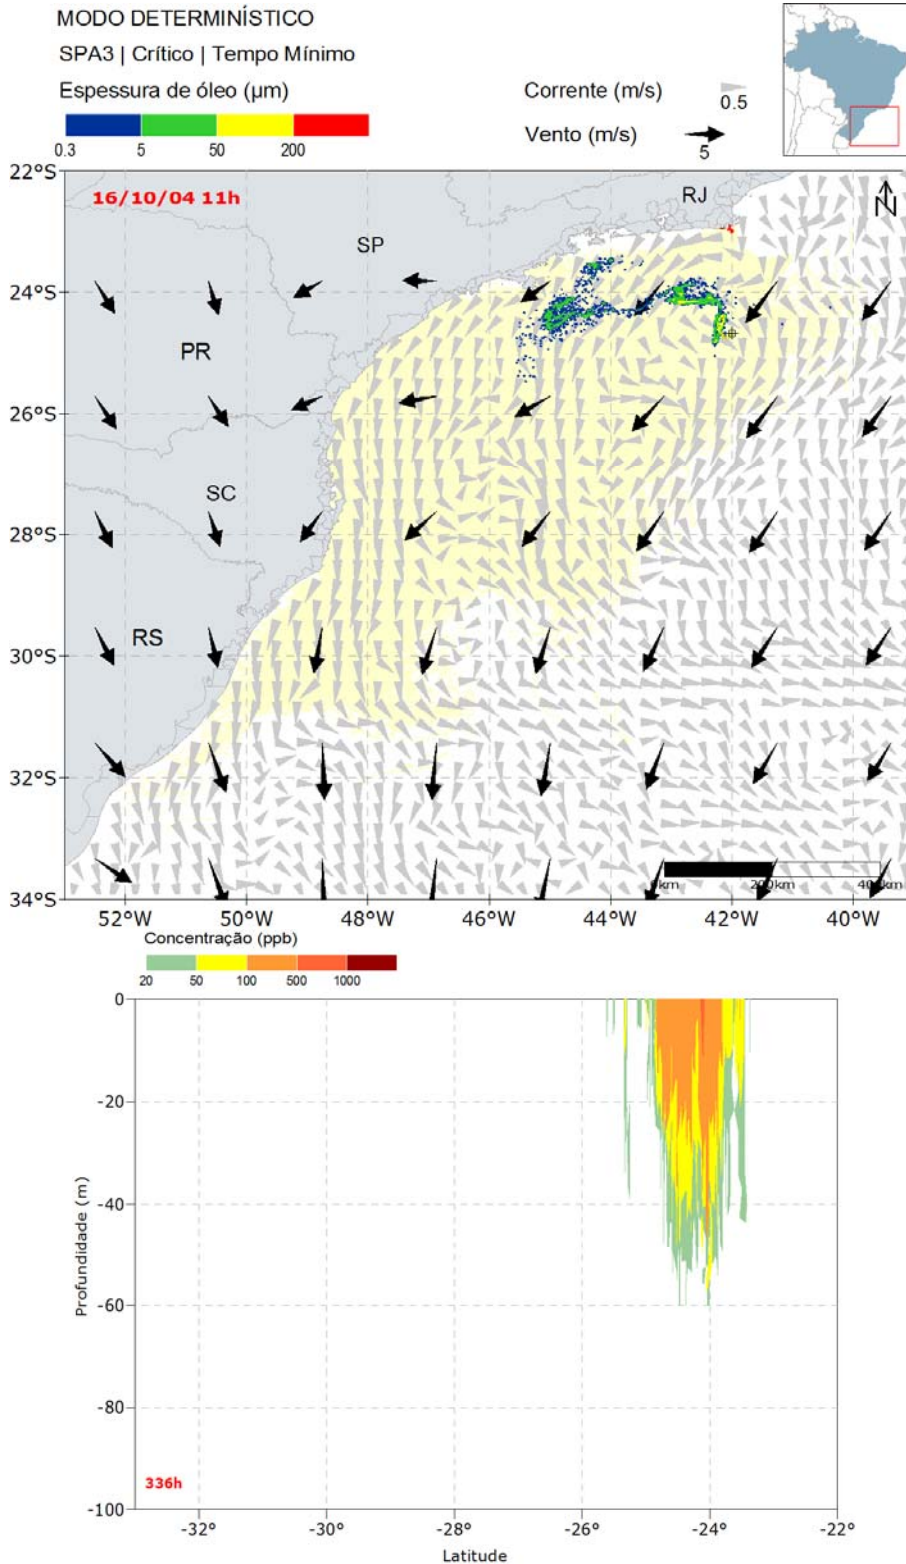 MODO DETERMINÍSTICO
SPA3 | Crítico | Tempo Mínimo
Espessura de óleo (µm)
0.3 5 50 200
Corrente (m/s) 0.5
Vento (m/s) 5
22°S
24°S
26°S
28°S
30°S
32°S
34°S
16/10/04 11h
RJ
N
SP
PR
SC
RS
0km 200km 400km
52°W 50°W 48°W 46°W 44°W 42°W 40°W
Concentração (ppb)
20 50 100 500 1000
0
-20
-40
-60
-80
-100
Profundidade (m)
336h
-32° -30° -28° -26° -24° -22°
Latitude